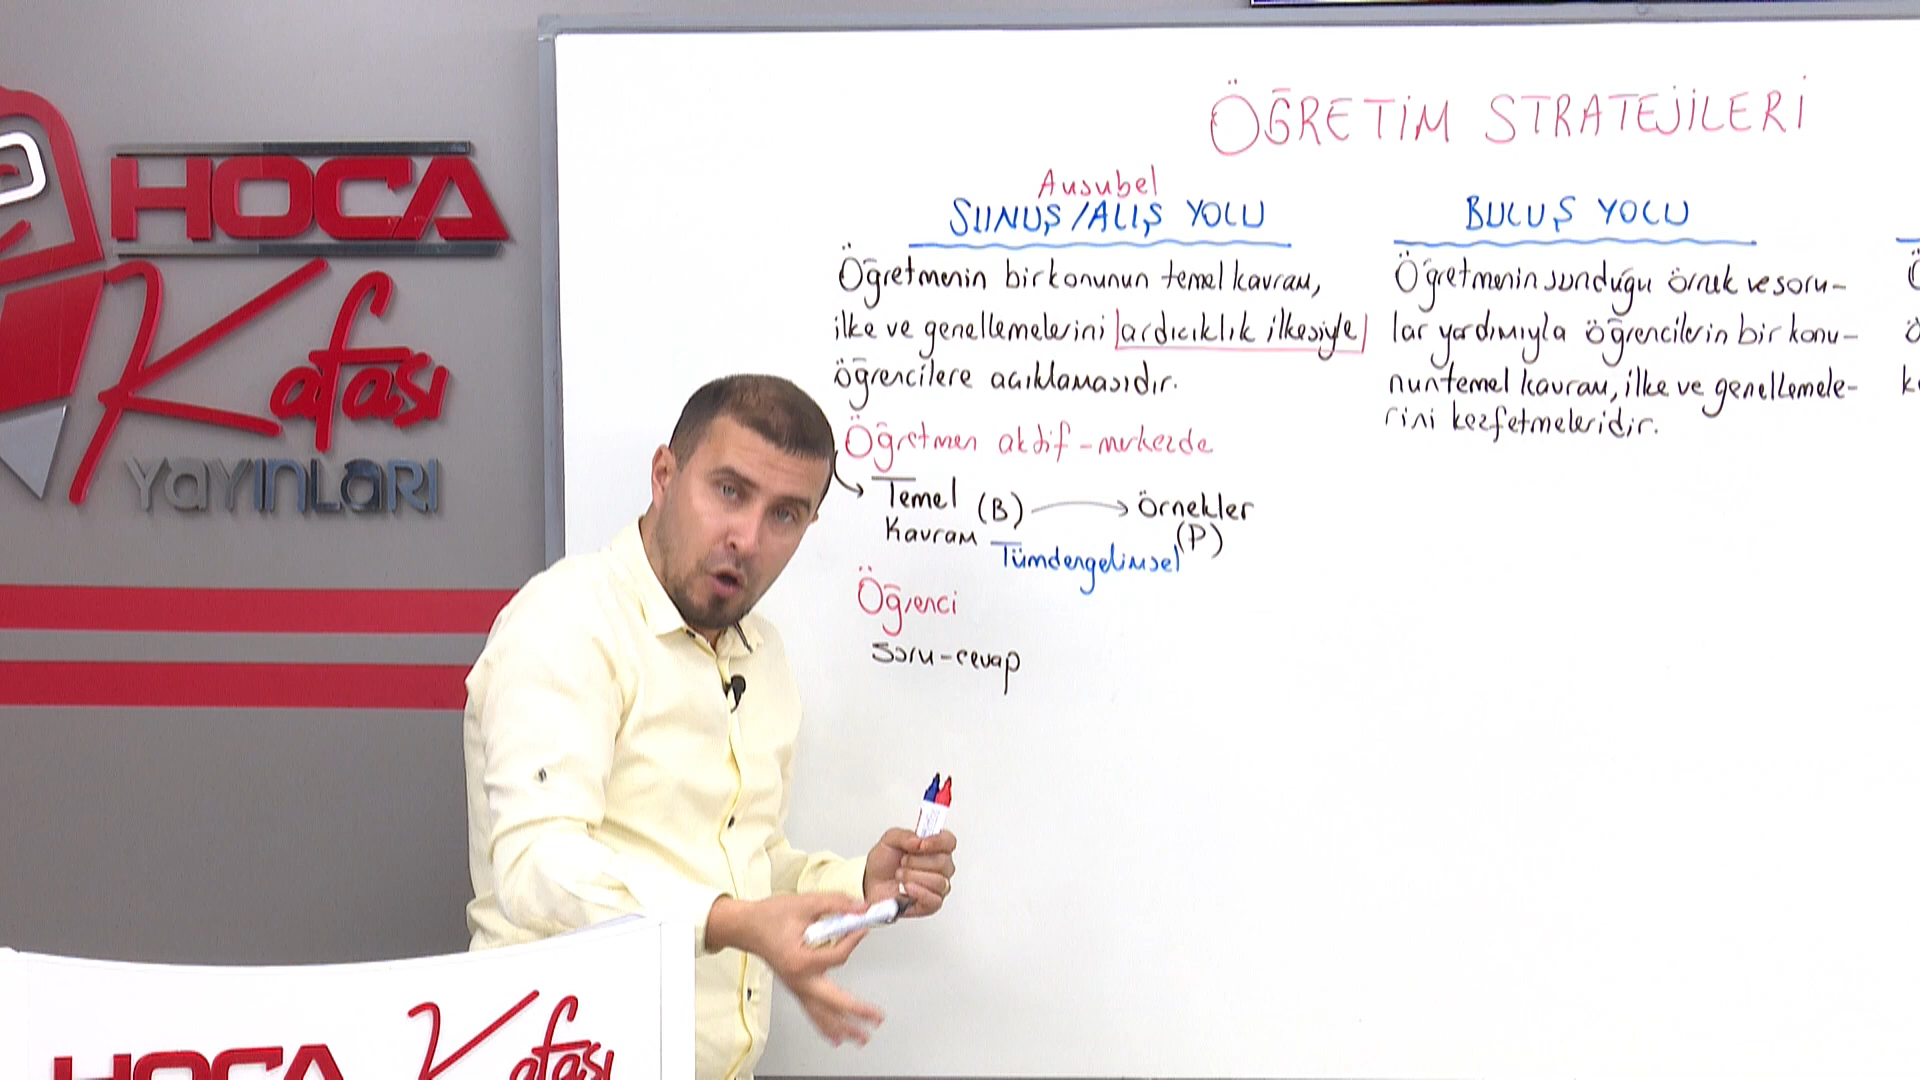 HOCA
Kafası
YAYINLARI
ÖĞRETİM STRATEJİLERİ
Ausubel
SUNUŞ/ALIŞ YOLU
Öğretmenin bir konunun temel kavram,
ilke ve genellemelerini ardıcıklık ilkesiyle
öğrencilere açıklamasıdır.
Öğretmen aktif-merkezde
Temel (B) → Örnekler
Kavram (P)
Tümdengelimsel
Öğrenci
soru-cevap
BULUŞ YOLU
Öğretmenin sunduğu örnek ve soru-
lar yardımıyla öğrencilerin bir konu-
nun temel kavram, ilke ve genellemele-
rini keşfetmeleridir.
HOCA
Kafası